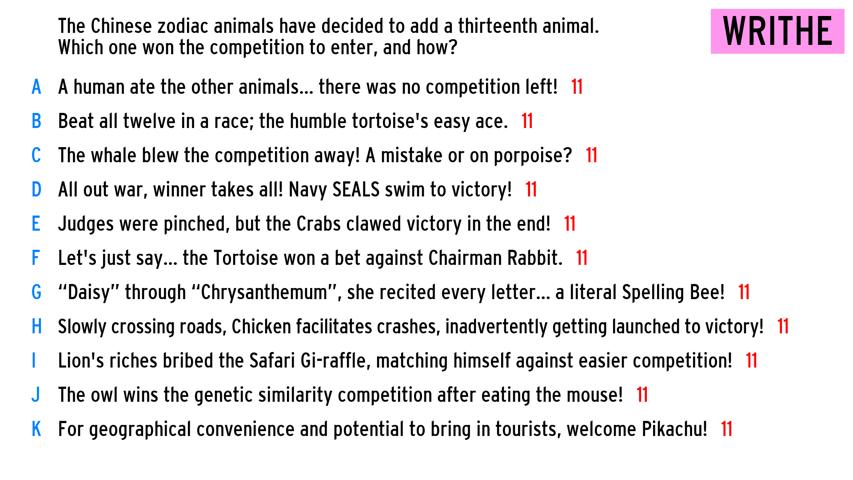 The Chinese zodiac animals have decided to add a thirteenth animal.
Which one won the competition to enter, and how?
WRITHE
A A human ate the other animals... there was no competition left! 11
B Beat all twelve in a race; the humble tortoise's easy ace. 11
C The whale blew the competition away! A mistake or on porpoise? 11
D All out war, winner takes all! Navy SEALS swim to victory! 11
E Judges were pinched, but the Crabs clawed victory in the end! 11
F Let's just say... the Tortoise won a bet against Chairman Rabbit. 11
G “Daisy” through “Chrysanthemum”, she recited every letter... a literal Spelling Bee! 11
H Slowly crossing roads, Chicken facilitates crashes, inadvertently getting launched to victory! 11
I Lion's riches bribed the Safari Gi-raffle, matching himself against easier competition! 11
J The owl wins the genetic similarity competition after eating the mouse! 11
K For geographical convenience and potential to bring in tourists, welcome Pikachu! 11